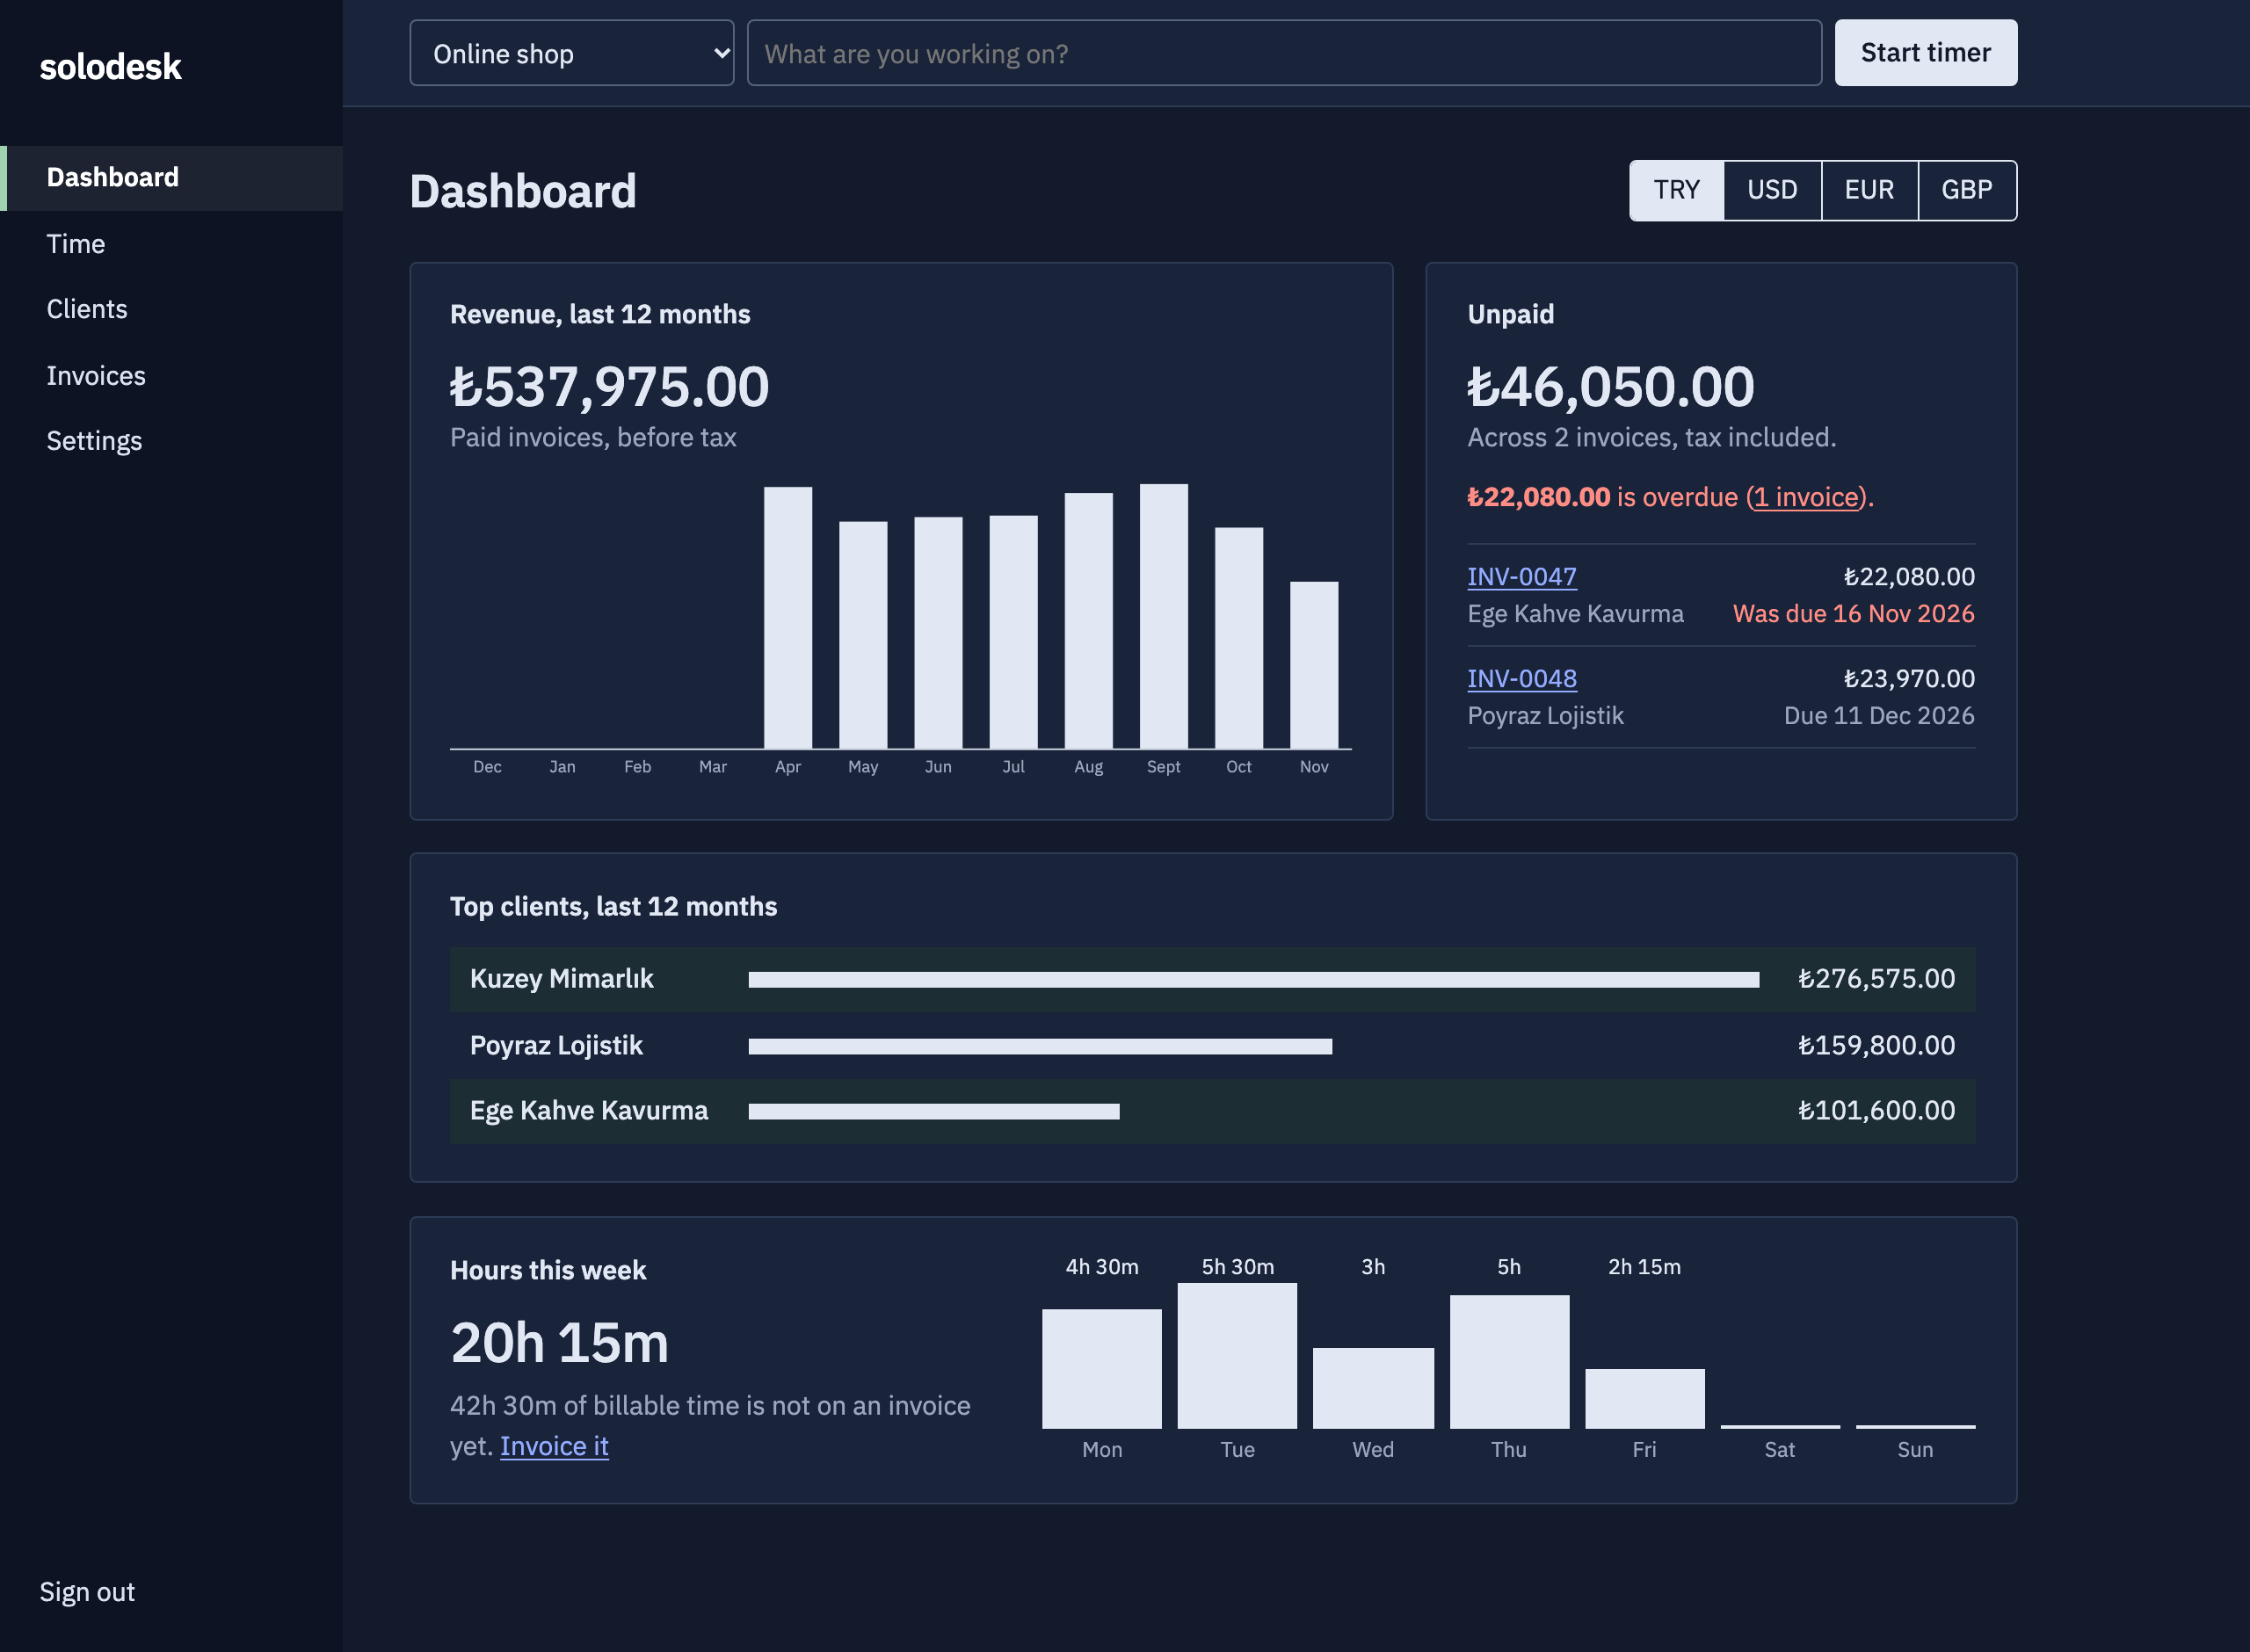 solodesk
Dashboard
Time
Clients
Invoices
Settings
Sign out
Online shop
What are you working on?
Start timer
Dashboard
TRY USD EUR GBP
Revenue, last 12 months
₺537,975.00
Paid invoices, before tax
Dec Jan Feb Mar Apr May Jun Jul Aug Sept Oct Nov
Unpaid
₺46,050.00
Across 2 invoices, tax included.
₺22,080.00 is overdue (1 invoice).
INV-0047 ₺22,080.00
Ege Kahve Kavurma Was due 16 Nov 2026
INV-0048 ₺23,970.00
Poyraz Lojistik Due 11 Dec 2026
Top clients, last 12 months
Kuzey Mimarlık ₺276,575.00
Poyraz Lojistik ₺159,800.00
Ege Kahve Kavurma ₺101,600.00
Hours this week
20h 15m
42h 30m of billable time is not on an invoice
yet. Invoice it
4h 30m 5h 30m 3h 5h 2h 15m
Mon Tue Wed Thu Fri Sat Sun